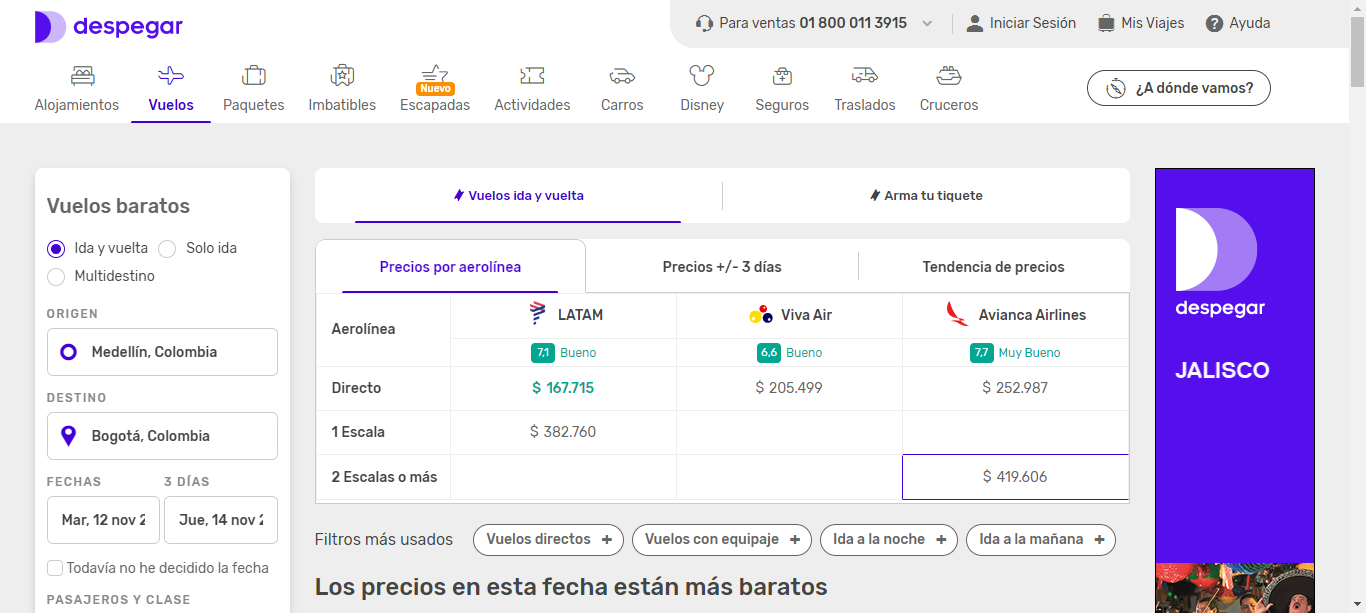 despegar
Para ventas 01 800 011 3915
Iniciar Sesión
Mis Viajes
? Ayuda
Alojamientos
Vuelos
Paquetes
Imbatibles
Nuevo
Escapadas
Actividades
Carros
Disney
Seguros
Traslados
Cruceros
¿A dónde vamos?
Vuelos baratos
Ida y vuelta
Solo ida
Multidestino
ORIGEN
Medellín, Colombia
DESTINO
Bogotá, Colombia
FECHAS
3 DÍAS
Mar, 12 nov 2
Jue, 14 nov 2
Todavía no he decidido la fecha
PASAJEROS Y CLASE
Vuelos ida y vuelta
Arma tu tiquete
Precios por aerolínea
Precios +/- 3 días
Tendencia de precios
Aerolínea
LATAM
Viva Air
Avianca Airlines
7,1 Bueno
6,6 Bueno
7,7 Muy Bueno
Directo
$ 167.715
$ 205.499
$ 252.987
1 Escala
$ 382.760
2 Escalas o más
$ 419.606
Filtros más usados
Vuelos directos +
Vuelos con equipaje +
Ida a la noche +
Ida a la mañana +
Los precios en esta fecha están más baratos
despegar
JALISCO